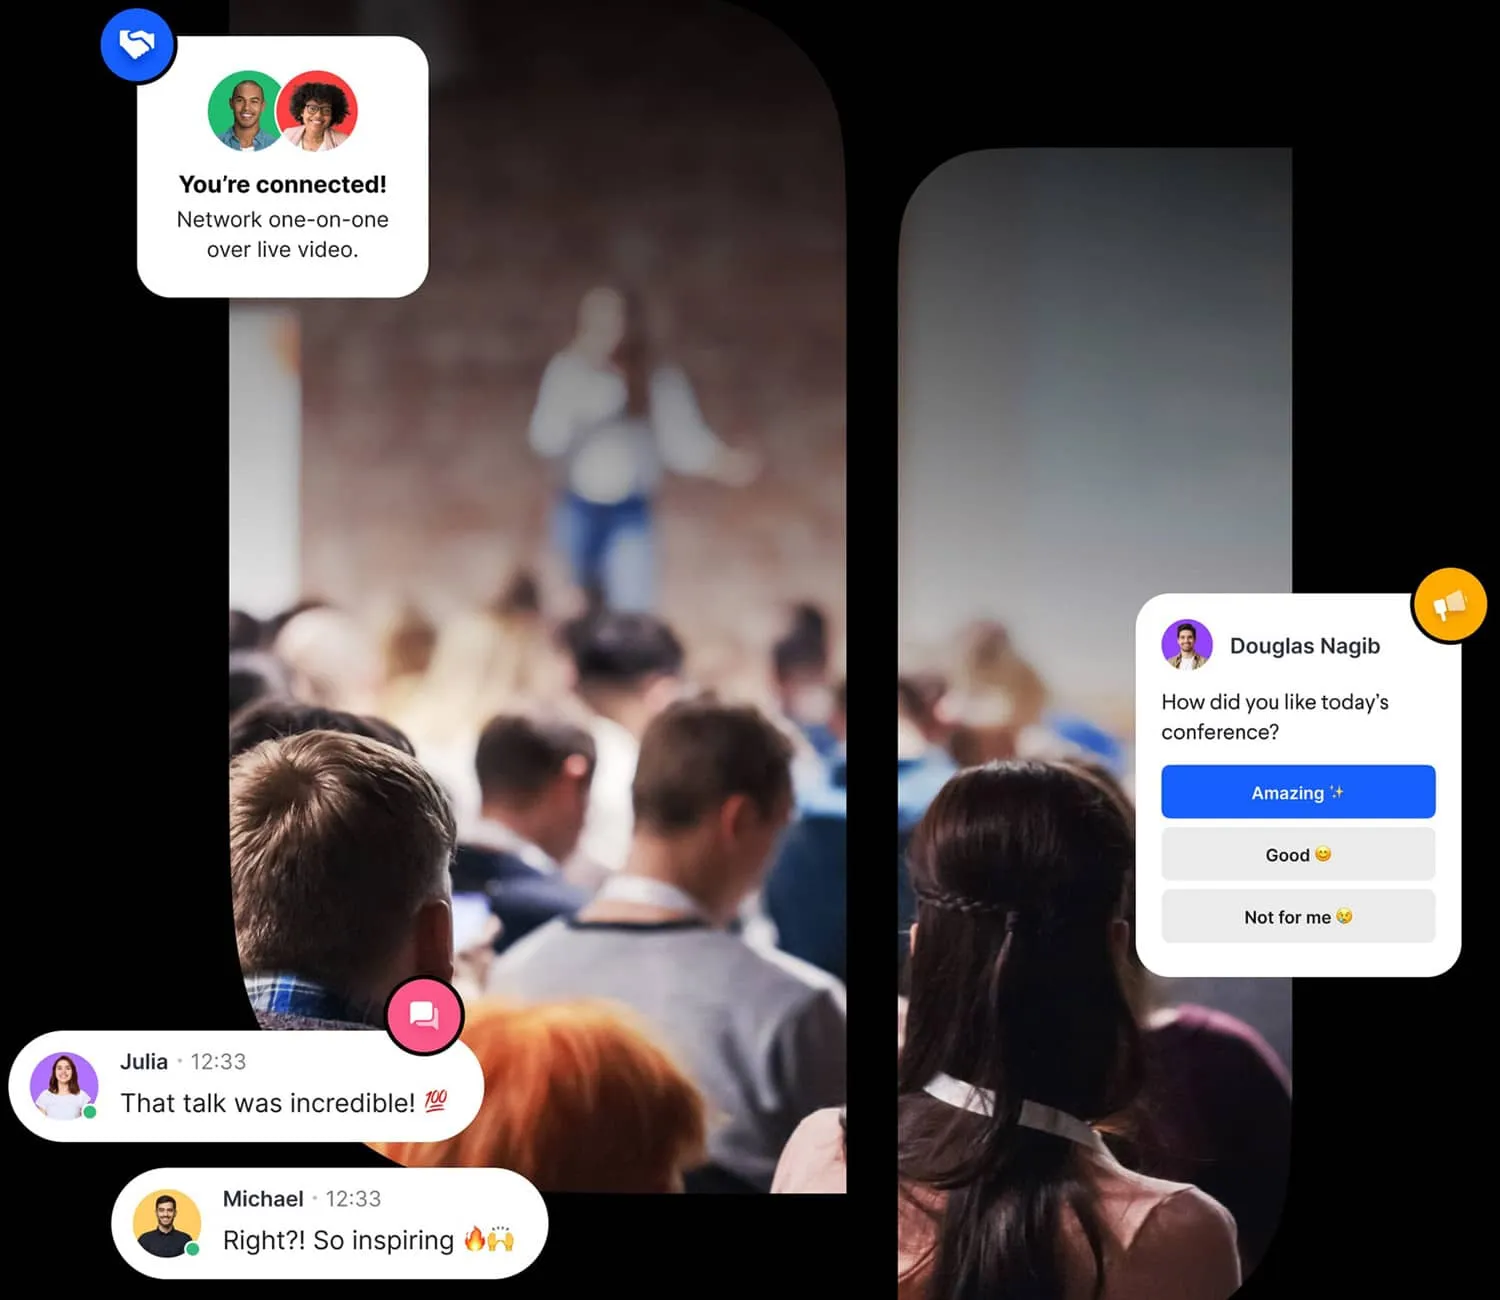 You're connected!
Network one-on-one
over live video.
Douglas Nagib
How did you like today's
conference?
Amazing ✨
Good 😊
Not for me 😢
Julia • 12:33
That talk was incredible! 💯
Michael • 12:33
Right?! So inspiring 🔥🙌